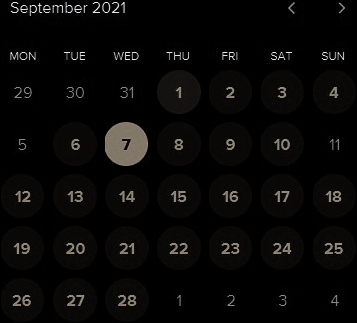 September 2021
MON TUE WED THU FRI SAT SUN
29 30 31 1 2 3 4
5 6 7 8 9 10 11
12 13 14 15 16 17 18
19 20 21 22 23 24 25
26 27 28 1 2 3 4